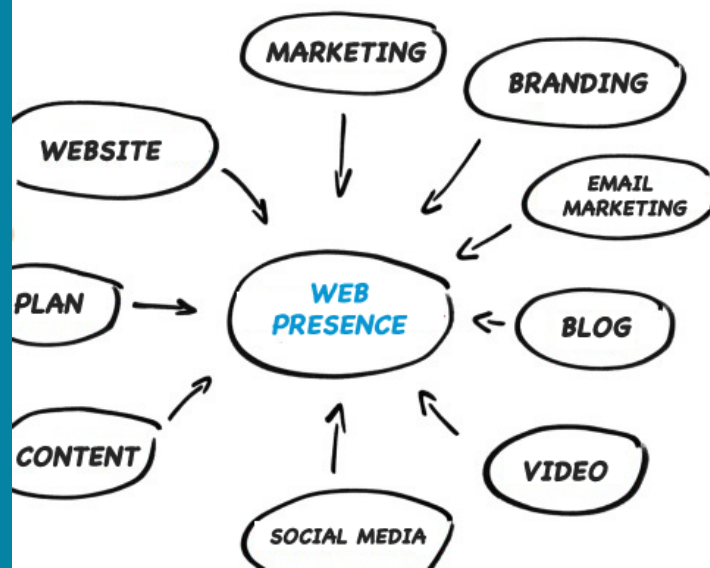 MARKETING
BRANDING
WEBSITE
EMAIL
MARKETING
WEB
PRESENCE
PLAN
BLOG
CONTENT
VIDEO
SOCIAL MEDIA